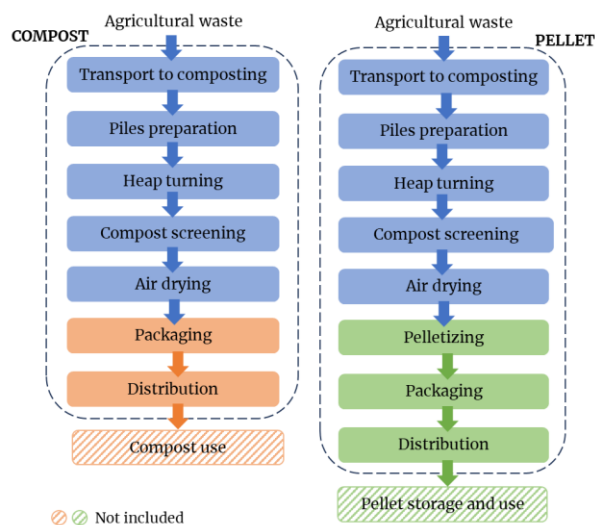 COMPOST
Agricultural waste
Transport to composting
Piles preparation
Heap turning
Compost screening
Air drying
Packaging
Distribution
Compost use
Not included
PELLET
Agricultural waste
Transport to composting
Piles preparation
Heap turning
Compost screening
Air drying
Pelletizing
Packaging
Distribution
Pellet storage and use